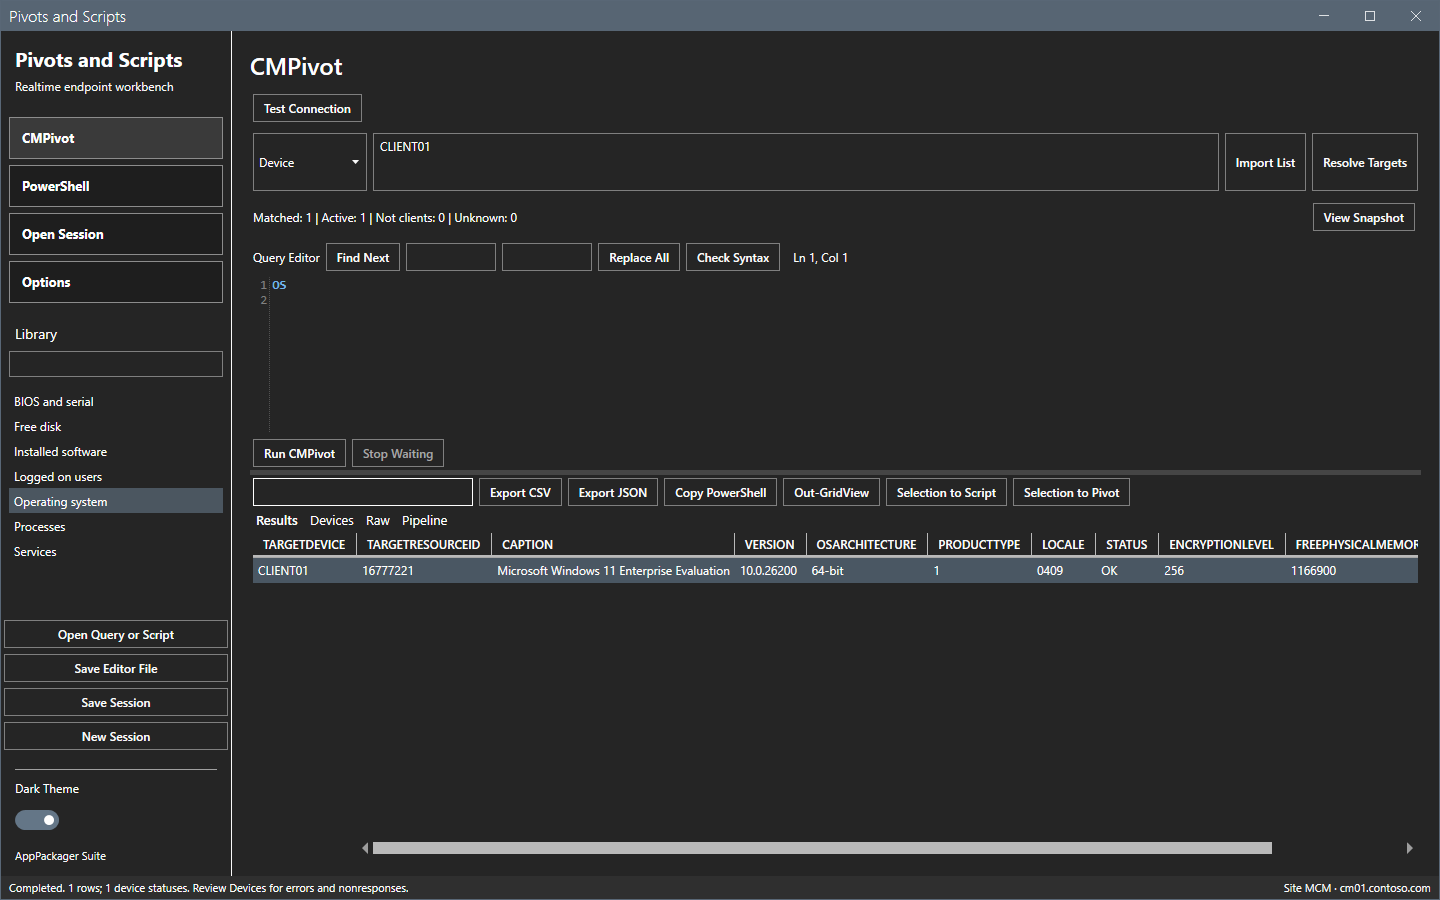 Pivots and Scripts
Pivots and Scripts
Realtime endpoint workbench
CMPivot
PowerShell
Open Session
Options
Library
BIOS and serial
Free disk
Installed software
Logged on users
Operating system
Processes
Services
Open Query or Script
Save Editor File
Save Session
New Session
Dark Theme
AppPackager Suite
CMPivot
Test Connection
Device CLIENT01 Import List Resolve Targets
Matched: 1 | Active: 1 | Not clients: 0 | Unknown: 0 View Snapshot
Query Editor Find Next Replace All Check Syntax Ln 1, Col 1
1 OS
2
Run CMPivot Stop Waiting
Export CSV Export JSON Copy PowerShell Out-GridView Selection to Script Selection to Pivot
Results Devices Raw Pipeline
TARGETDEVICE TARGETRESOURCEID CAPTION VERSION OSARCHITECTURE PRODUCTTYPE LOCALE STATUS ENCRYPTIONLEVEL FREEPHYSICALMEMOR
CLIENT01 16777221 Microsoft Windows 11 Enterprise Evaluation 10.0.26200 64-bit 1 0409 OK 256 1166900
Completed. 1 rows; 1 device statuses. Review Devices for errors and nonresponses. Site MCM · cm01.contoso.com